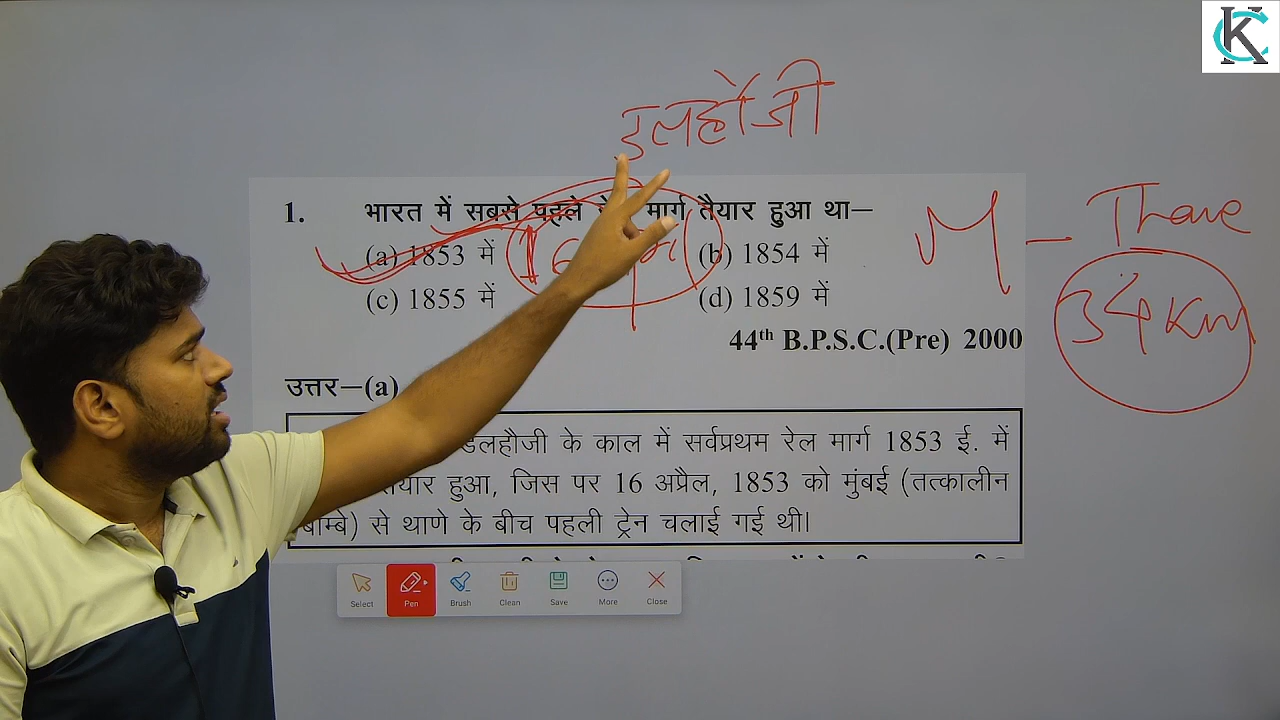 KC
डलहौजी
1. भारत में सबसे पहले मार्ग तैयार हुआ था—
(a) 1853 में
(b) 1854 में
(c) 1855 में
(d) 1859 में
16
M - Thane
34 Km
44th B.P.S.C.(Pre) 2000
उत्तर—(a)
डलहौजी के काल में सर्वप्रथम रेल मार्ग 1853 ई. में
तैयार हुआ, जिस पर 16 अप्रैल, 1853 को मुंबई (तत्कालीन
बॉम्बे) से थाणे के बीच पहली ट्रेन चलाई गई थी।
Select Pen Brush Clean Save More Close